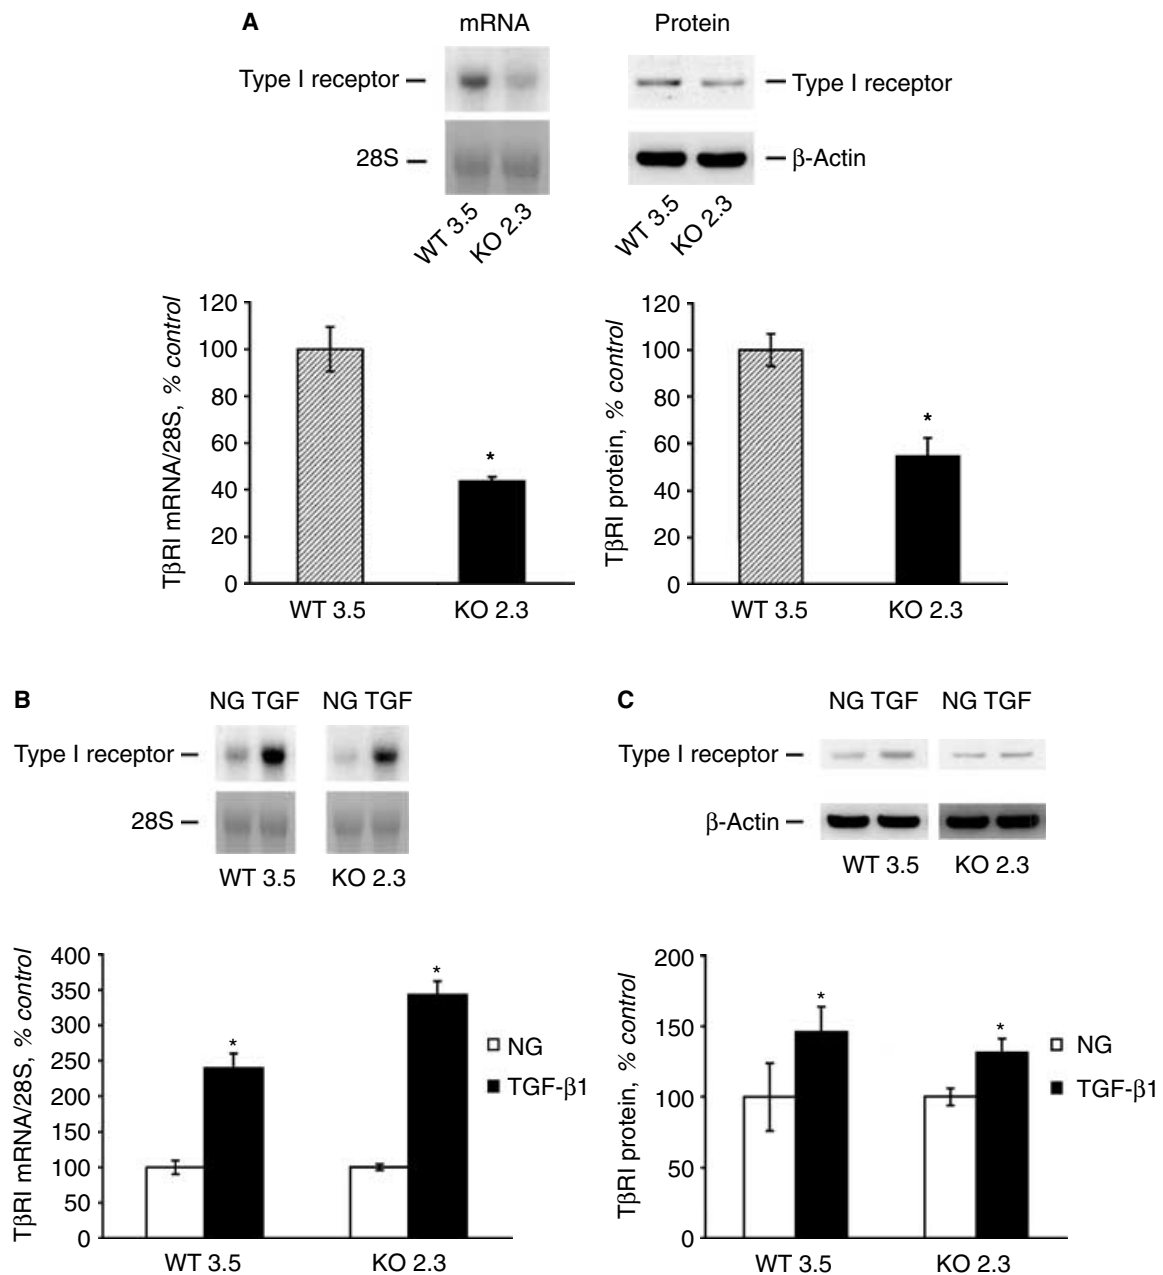 A
mRNA
Protein
Type I receptor
Type I receptor
28S
β-Actin
WT 3.5
KO 2.3
WT 3.5
KO 2.3
TβRI mRNA/28S, % control
120
100
80
60
40
20
0
*
WT 3.5
KO 2.3
TβRI protein, % control
120
100
80
60
40
20
0
*
WT 3.5
KO 2.3
B
NG TGF
NG TGF
Type I receptor
28S
WT 3.5
KO 2.3
TβRI mRNA/28S, % control
400
350
300
250
200
150
100
50
0
*
*
NG
TGF-β1
WT 3.5
KO 2.3
C
NG TGF
NG TGF
Type I receptor
β-Actin
WT 3.5
KO 2.3
TβRI protein, % control
200
150
100
50
0
*
*
NG
TGF-β1
WT 3.5
KO 2.3